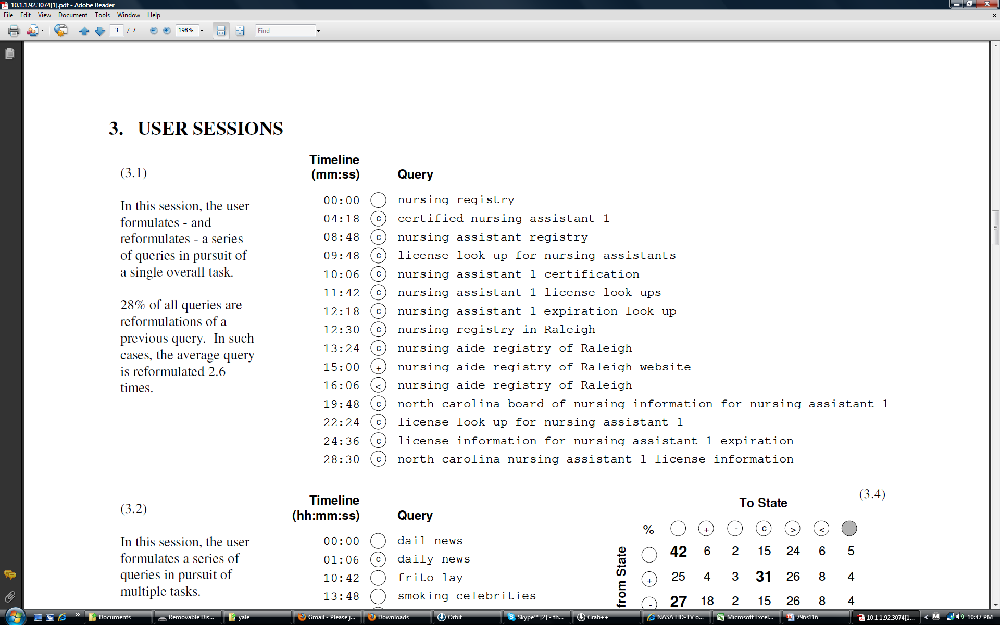 10.1.1.92.3074[1].pdf - Adobe Reader
File Edit View Document Tools Window Help
3 / 7 198% Find
3. USER SESSIONS
(3.1)
In this session, the user
formulates - and
reformulates - a series
of queries in pursuit of
a single overall task.
28% of all queries are
reformulations of a
previous query. In such
cases, the average query
is reformulated 2.6
times.
Timeline
(mm:ss) Query
00:00 nursing registry
04:18 c certified nursing assistant 1
08:48 c nursing assistant registry
09:48 c license look up for nursing assistants
10:06 c nursing assistant 1 certification
11:42 c nursing assistant 1 license look ups
12:18 c nursing assistant 1 expiration look up
12:30 c nursing registry in Raleigh
13:24 c nursing aide registry of Raleigh
15:00 + nursing aide registry of Raleigh website
16:06 < nursing aide registry of Raleigh
19:48 c north carolina board of nursing information for nursing assistant 1
22:24 c license look up for nursing assistant 1
24:36 c license information for nursing assistant 1 expiration
28:30 c north carolina nursing assistant 1 license information
(3.2)
In this session, the user
formulates a series of
queries in pursuit of
multiple tasks.
Timeline
(hh:mm:ss) Query
00:00 dail news
01:06 c daily news
10:42 frito lay
13:48 smoking celebrities
(3.4)
To State
% + - c > <
from State
42 6 2 15 24 6 5
+ 25 4 3 31 26 8 4
- 27 18 2 15 26 8 4
Documents Removable Dis... yale Gmail - Please j... Downloads Orbit Skype™ [2] - th... Grab++ NASA HD-TV o... Microsoft Excel... 796s116 10.1.1.92.3074[1... 10:47 PM